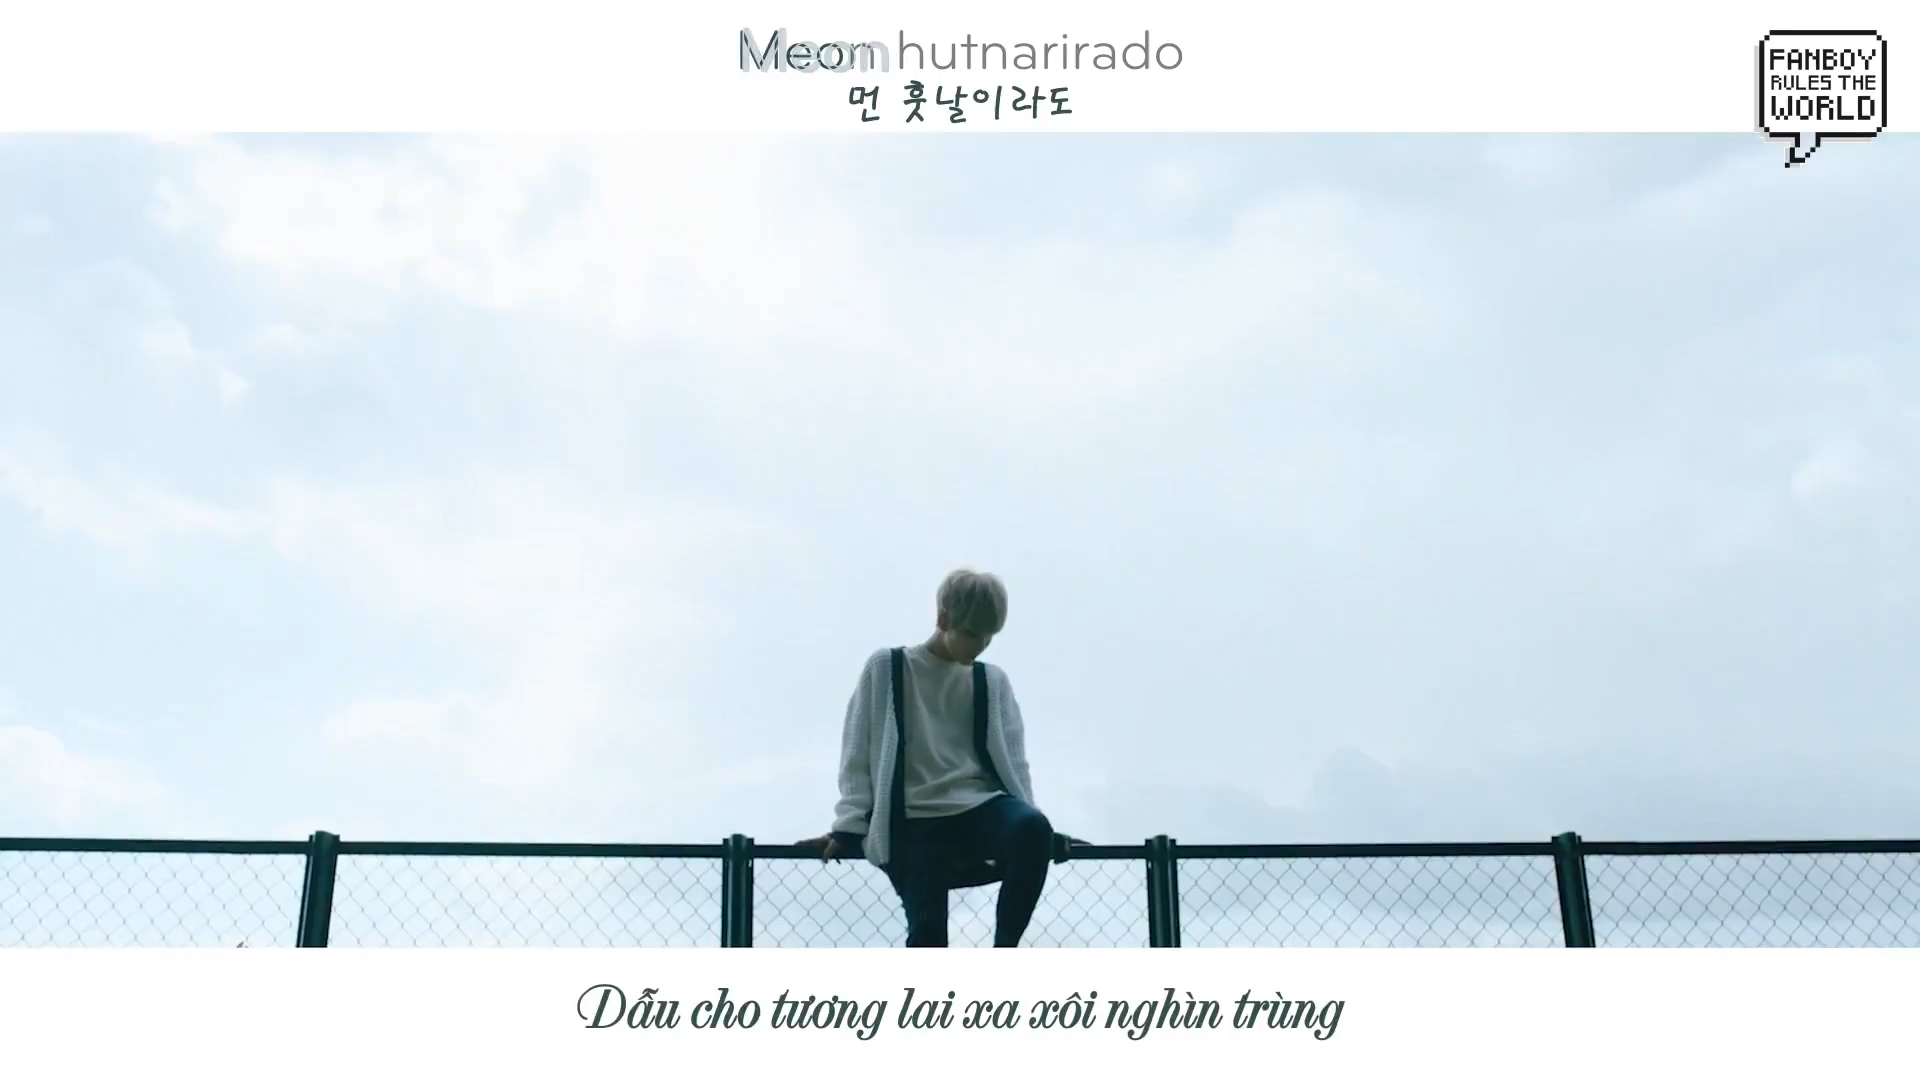 Meon hutnarirado
먼 훗날이라도
FANBOY
RULES THE
WORLD
Dẫu cho tương lai xa xôi nghìn trùng